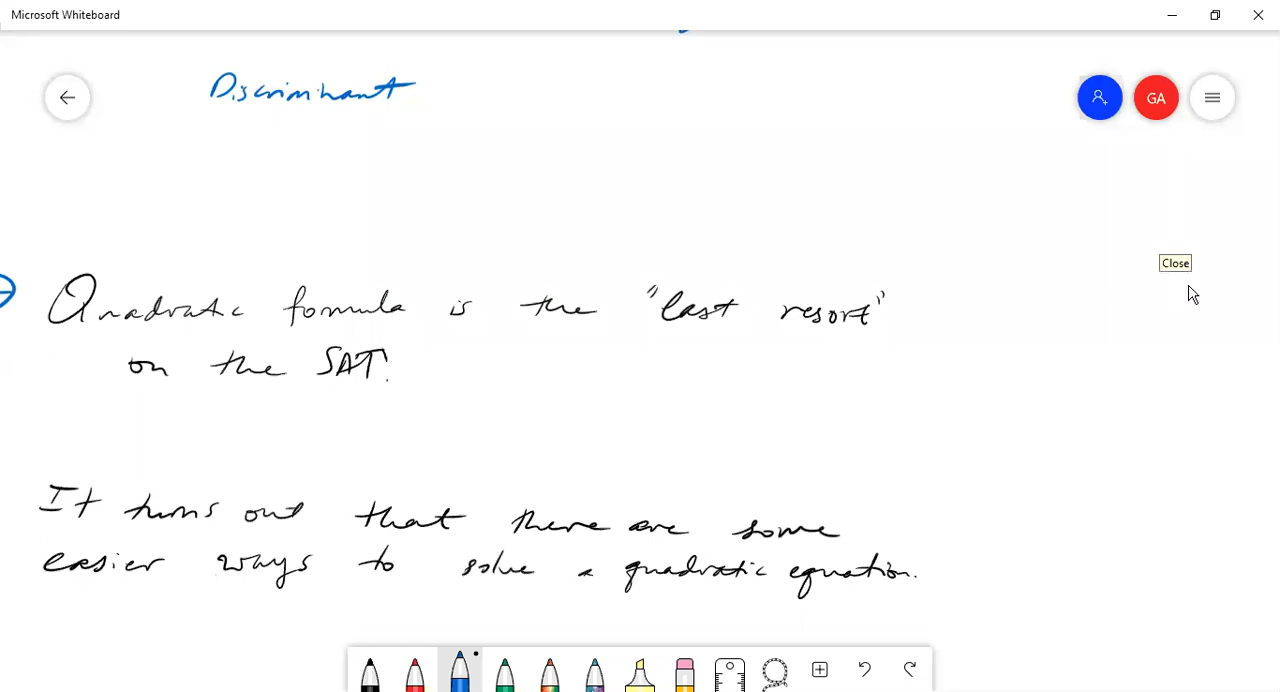 Microsoft Whiteboard
Discriminant
GA
Close
Quadratic formula is the "last resort"
on the SAT!
It turns out that there are some
easier ways to solve a quadratic equation.